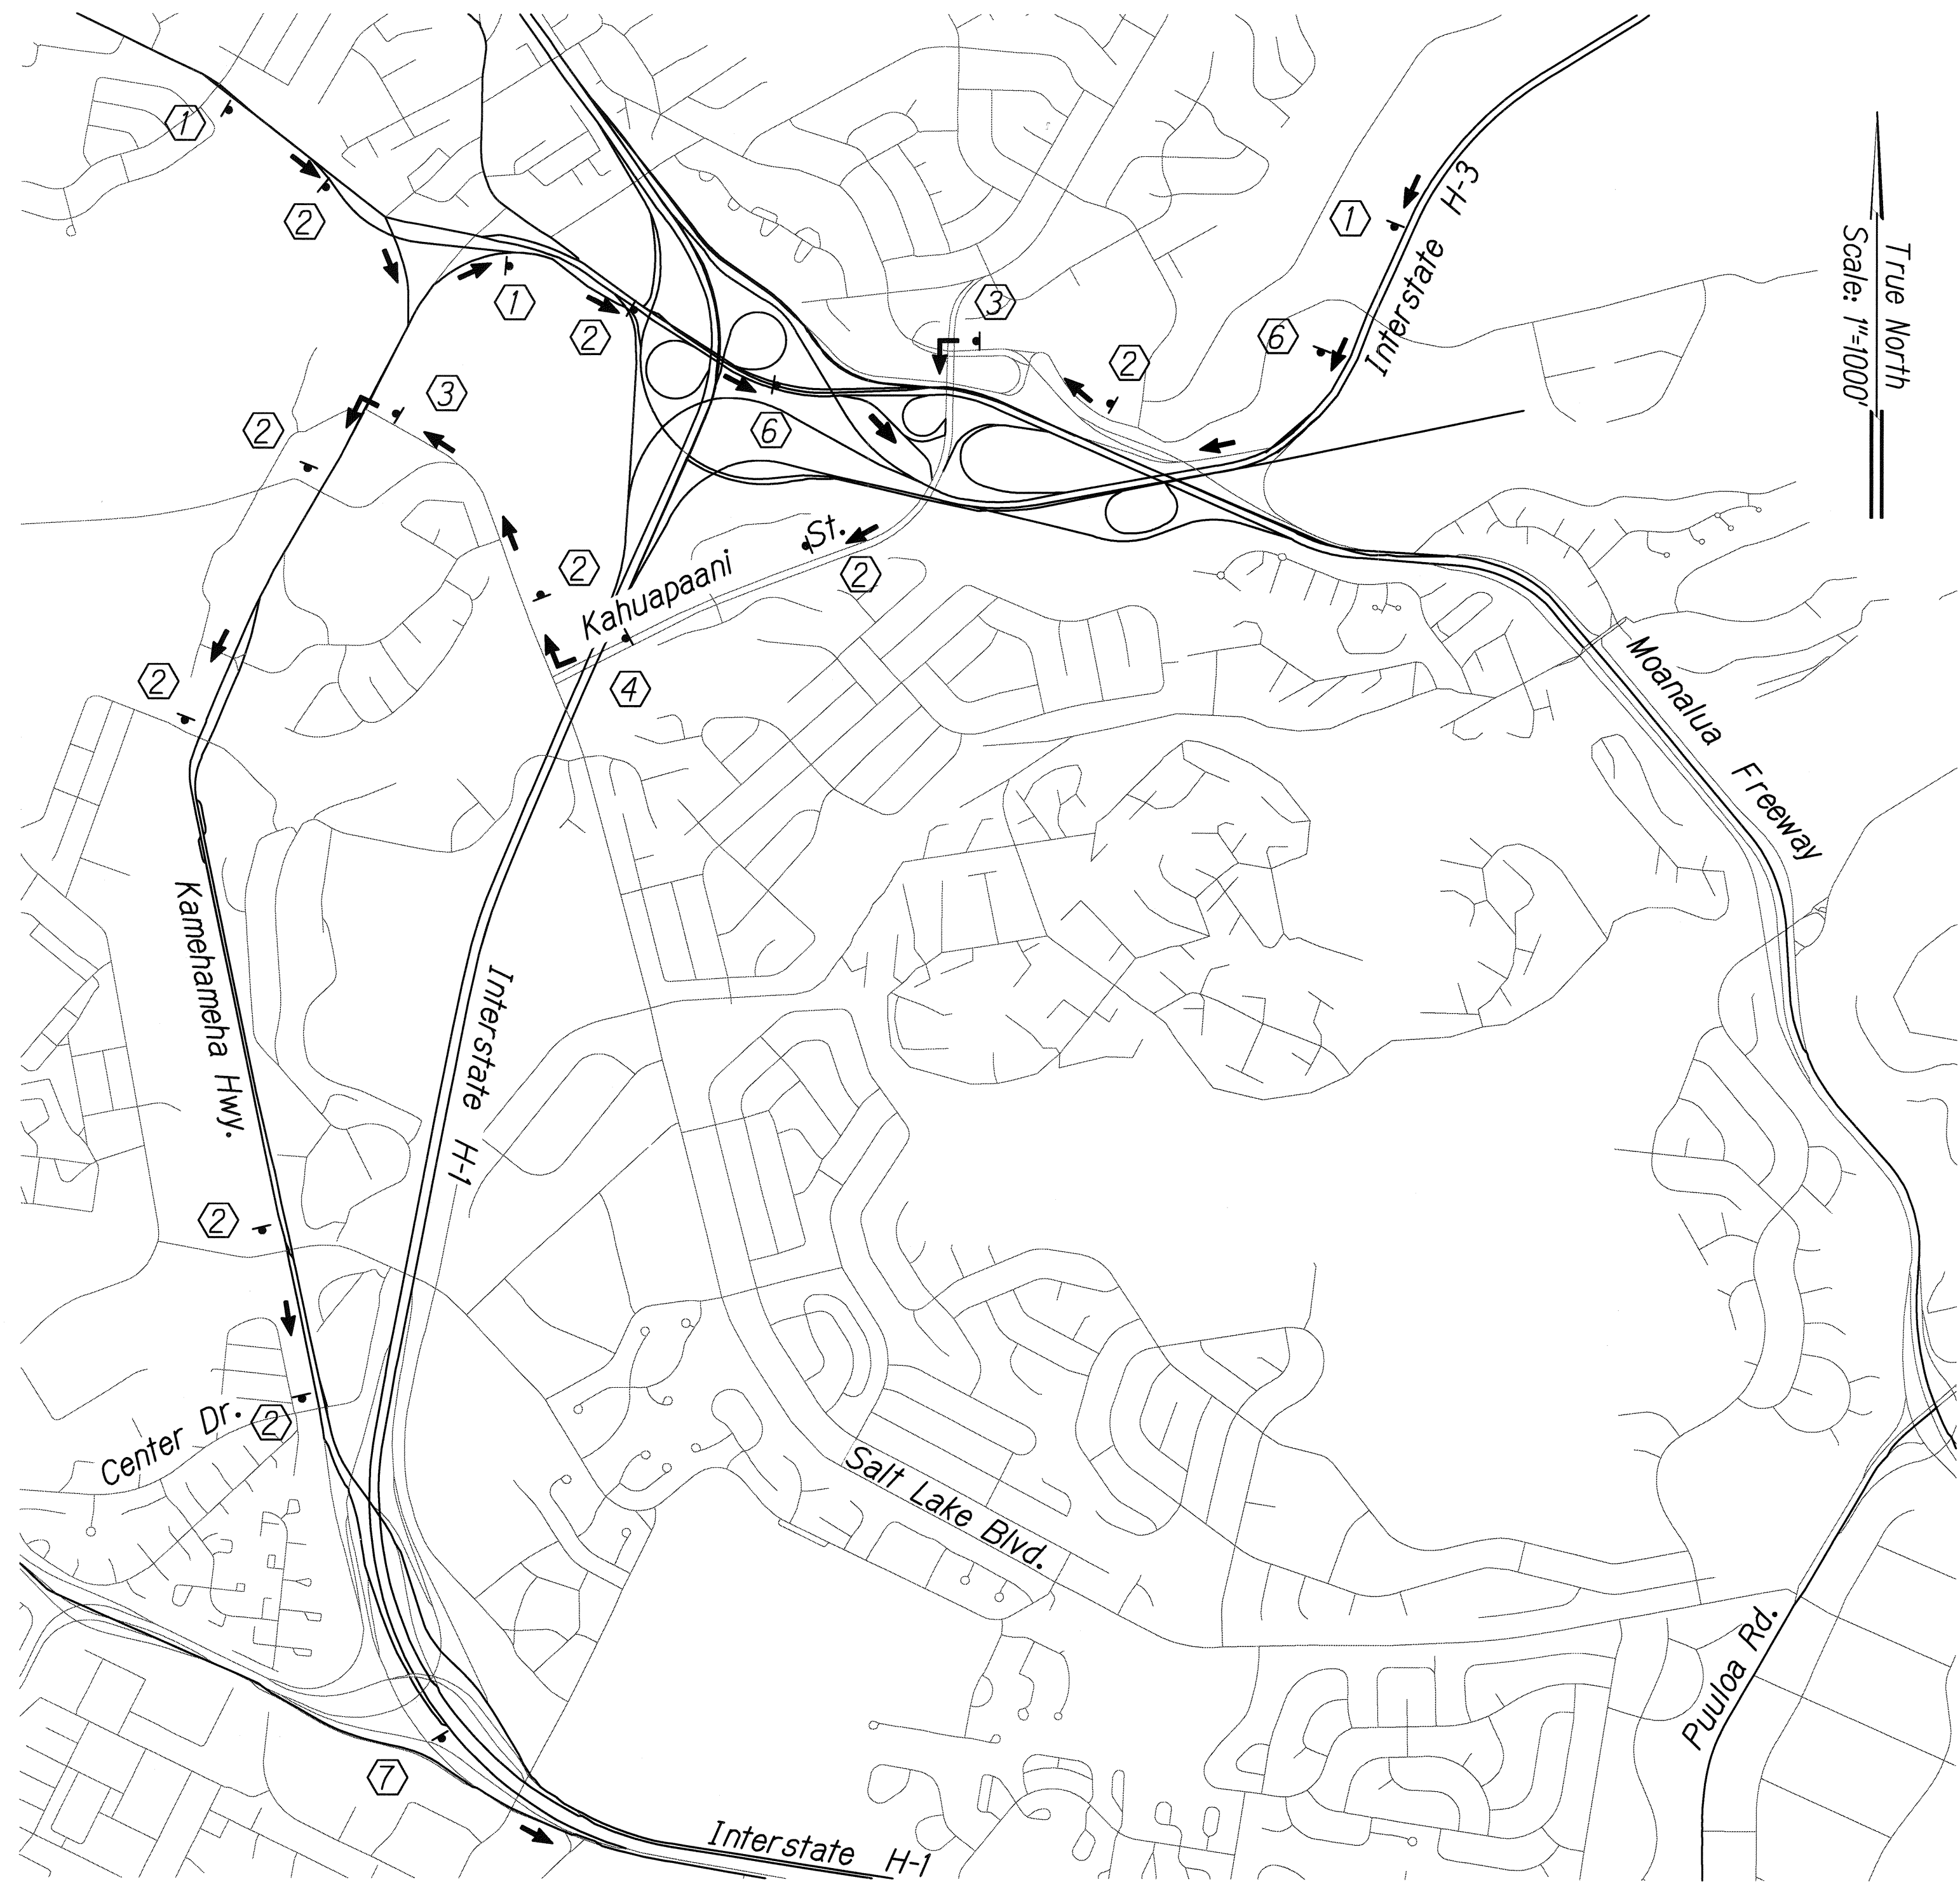 1
2
1
2
3
2
6
3
2
1
Interstate H-3
6
True North
Scale: 1"=1000'
2
Kahuapaani St.
2
4
2
Moanalua Freeway
Kamehameha Hwy.
Interstate H-1
2
Center Dr.
2
Salt Lake Blvd.
Puuloa Rd.
7
Interstate H-1